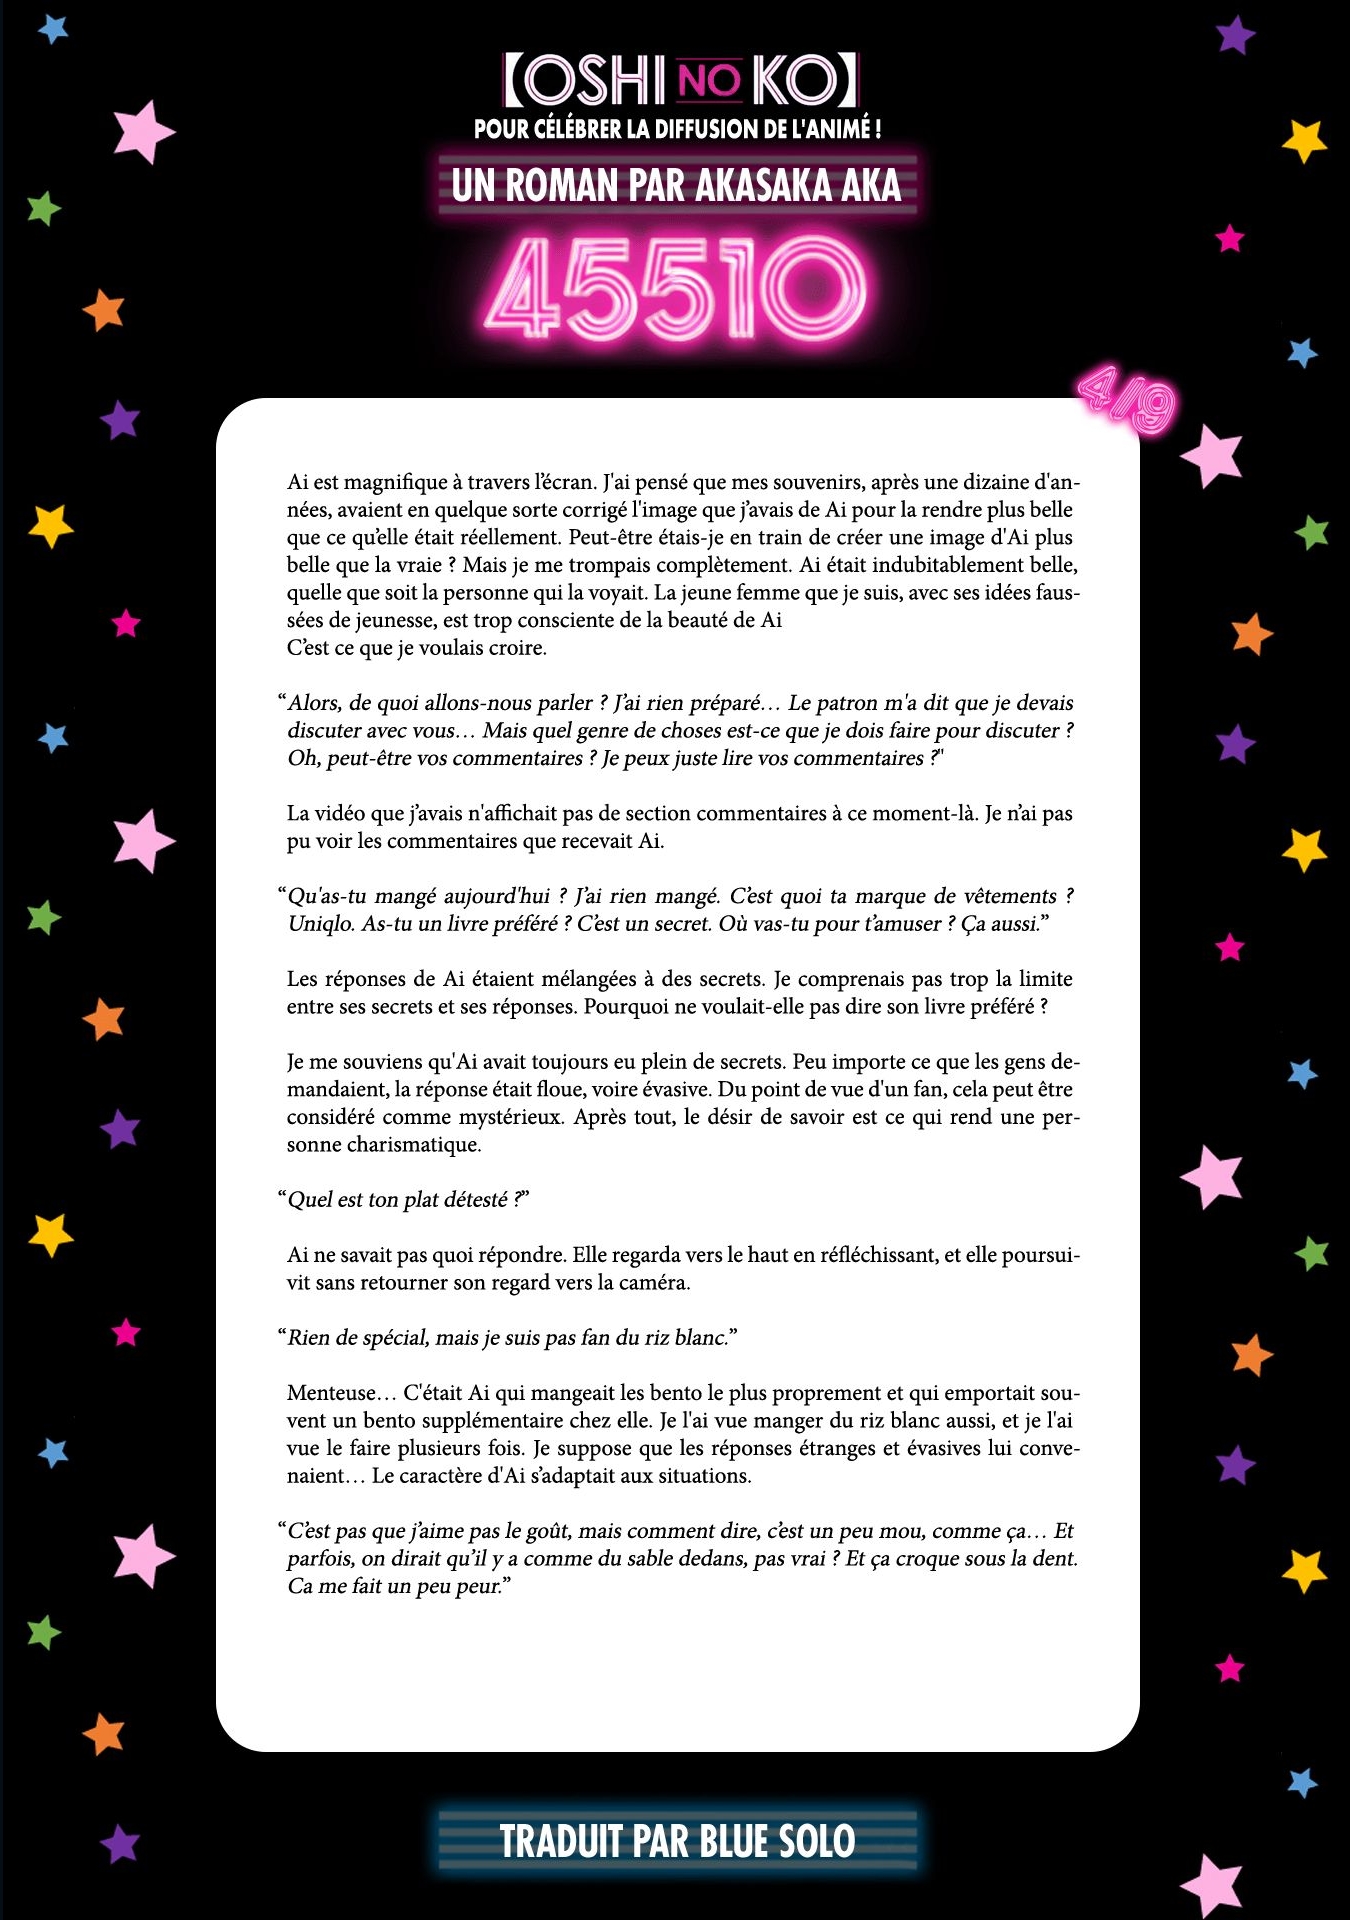 【OSHI NO KO】
POUR CÉLÉBRER LA DIFFUSION DE L'ANIMÉ !
UN ROMAN PAR AKASAKA AKA
45510
4/9
Ai est magnifique à travers l’écran. J'ai pensé que mes souvenirs, après une dizaine d'an-
nées, avaient en quelque sorte corrigé l'image que j’avais de Ai pour la rendre plus belle
que ce qu’elle était réellement. Peut-être étais-je en train de créer une image d'Ai plus
belle que la vraie ? Mais je me trompais complètement. Ai était indubitablement belle,
quelle que soit la personne qui la voyait. La jeune femme que je suis, avec ses idées faus-
sées de jeunesse, est trop consciente de la beauté de Ai
C’est ce que je voulais croire.
“Alors, de quoi allons-nous parler ? J’ai rien préparé… Le patron m'a dit que je devais
discuter avec vous… Mais quel genre de choses est-ce que je dois faire pour discuter ?
Oh, peut-être vos commentaires ? Je peux juste lire vos commentaires ?"
La vidéo que j’avais n'affichait pas de section commentaires à ce moment-là. Je n’ai pas
pu voir les commentaires que recevait Ai.
“Qu'as-tu mangé aujourd'hui ? J’ai rien mangé. C’est quoi ta marque de vêtements ?
Uniqlo. As-tu un livre préféré ? C’est un secret. Où vas-tu pour t’amuser ? Ça aussi.”
Les réponses de Ai étaient mélangées à des secrets. Je comprenais pas trop la limite
entre ses secrets et ses réponses. Pourquoi ne voulait-elle pas dire son livre préféré ?
Je me souviens qu'Ai avait toujours eu plein de secrets. Peu importe ce que les gens de-
mandaient, la réponse était floue, voire évasive. Du point de vue d'un fan, cela peut être
considéré comme mystérieux. Après tout, le désir de savoir est ce qui rend une per-
sonne charismatique.
“Quel est ton plat détesté ?”
Ai ne savait pas quoi répondre. Elle regarda vers le haut en réfléchissant, et elle poursui-
vit sans retourner son regard vers la caméra.
“Rien de spécial, mais je suis pas fan du riz blanc.”
Menteuse… C'était Ai qui mangeait les bento le plus proprement et qui emportait sou-
vent un bento supplémentaire chez elle. Je l'ai vue manger du riz blanc aussi, et je l'ai
vue le faire plusieurs fois. Je suppose que les réponses étranges et évasives lui conve-
naient… Le caractère d'Ai s’adaptait aux situations.
“C’est pas que j’aime pas le goût, mais comment dire, c’est un peu mou, comme ça… Et
parfois, on dirait qu’il y a comme du sable dedans, pas vrai ? Et ça croque sous la dent.
Ca me fait un peu peur.”
TRADUIT PAR BLUE SOLO